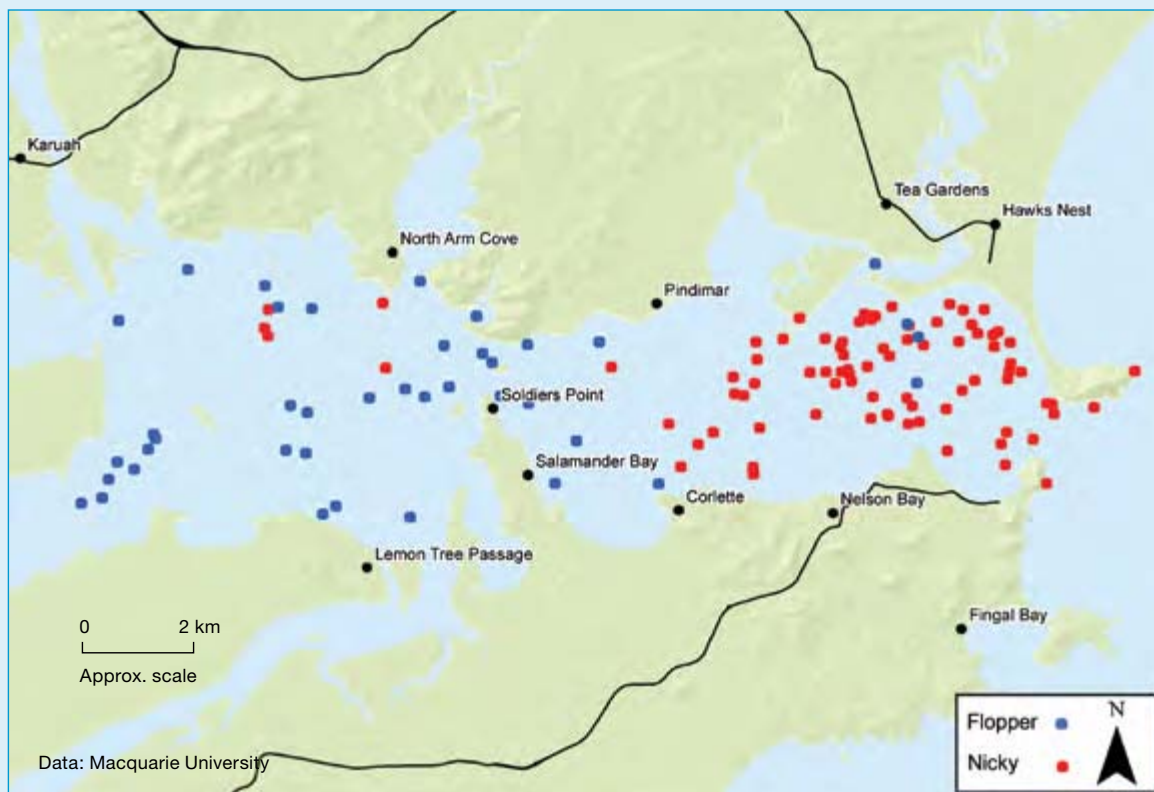 Karuah
Tea Gardens
Hawks Nest
North Arm Cove
Pindimar
Soldiers Point
Salamander Bay
Corlette
Nelson Bay
Lemon Tree Passage
Fingal Bay
0 2 km
Approx. scale
Data: Macquarie University
Flopper
Nicky
N